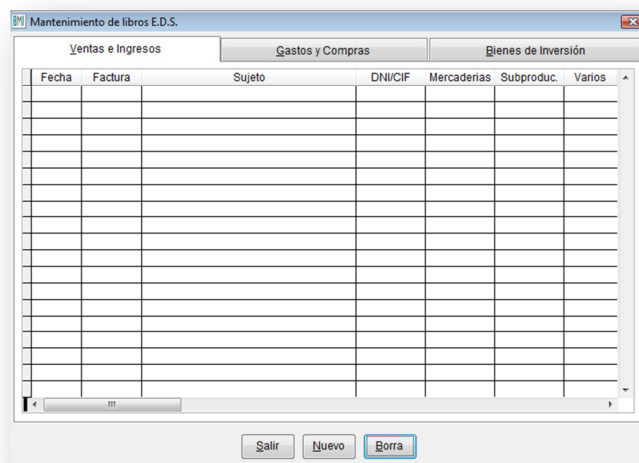 BMI Mantenimiento de libros E.D.S.
Ventas e Ingresos Gastos y Compras Bienes de Inversión
Fecha Factura Sujeto DNI/CIF Mercaderias Subproduc. Varios
Salir Nuevo Borra